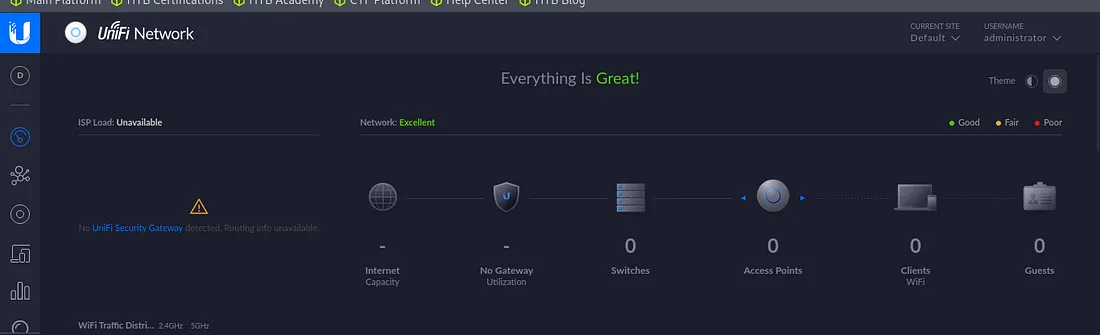 Main Platform HTB Certifications HTB Academy CTF Platform Help Center HTB Blog
U UniFi Network CURRENT SITE USERNAME
Default administrator
D
Everything Is Great!
Theme
ISP Load: Unavailable Network: Excellent Good Fair Poor
No UniFi Security Gateway detected. Routing info unavailable.
- - 0 0 0 0
Internet No Gateway Switches Access Points Clients Guests
Capacity Utilization WiFi
WiFi Traffic Distri... 2.4GHz 5GHz